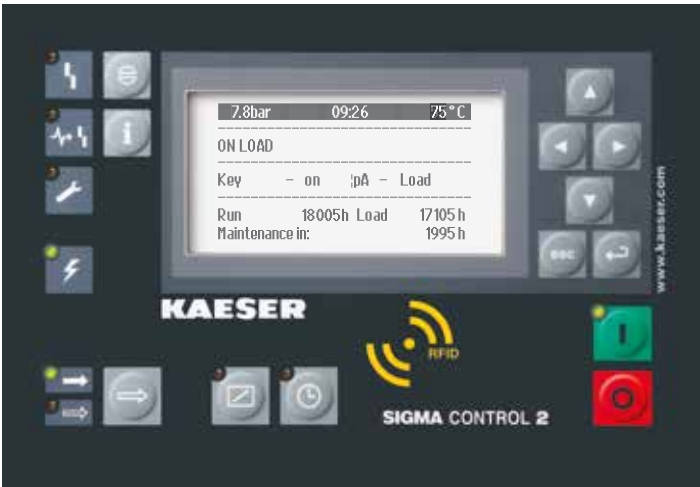 7.8bar 09:26 75°C
ON LOAD
Key - on ¦pA - Load
Run 18005h Load 17105h
Maintenance in: 1995h
esc
www.kaeser.com
KAESER
RFID
I
SIGMA CONTROL 2